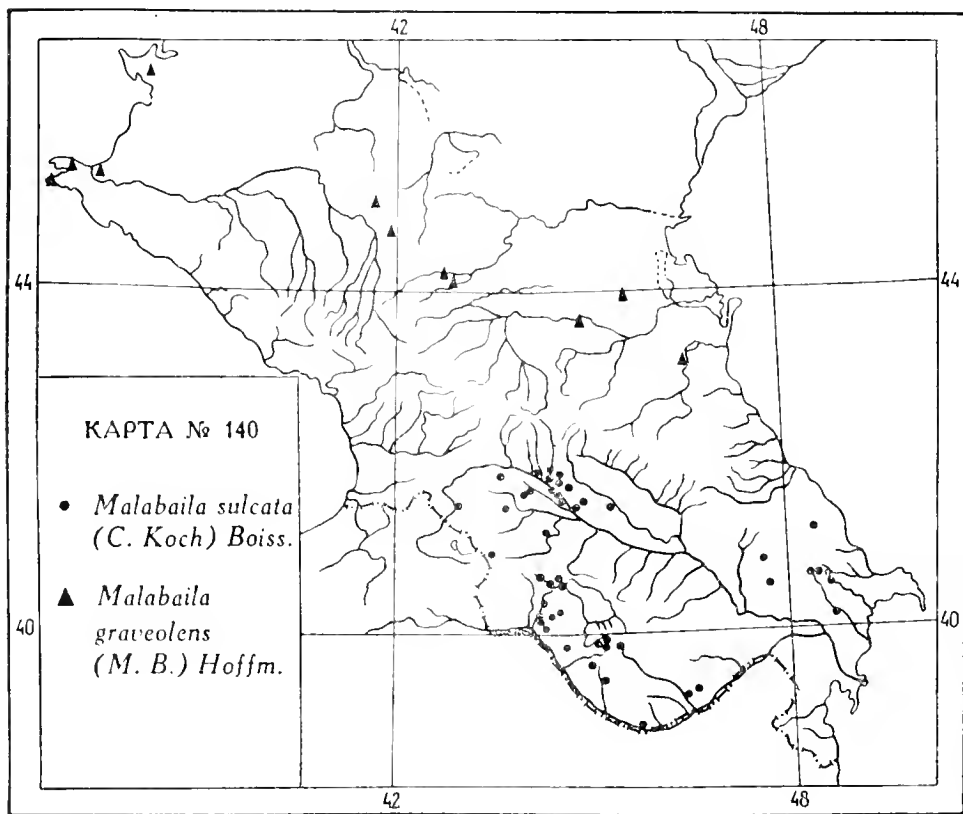 42 48
44 44
КАРТА № 140
Malabaila sulcata
(C. Koch) Boiss.
Malabaila
graveolens
(M. B.) Hoffm.
40 40
42 48